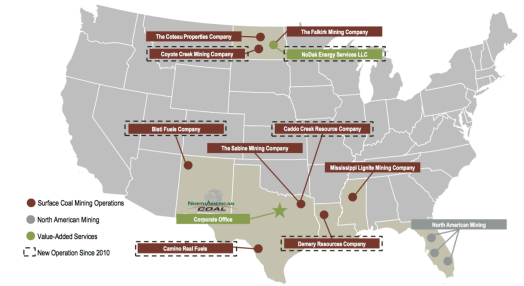 The Coteau Properties Company
The Falkirk Mining Company
Coyote Creek Mining Company
NoDak Energy Services LLC
Bisti Fuels Company
Caddo Creek Resource Company
The Sabine Mining Company
Mississippi Lignite Mining Company
NORTH AMERICAN
COAL
Corporate Office
North American Mining
Camino Real Fuels
Demery Resources Company
Surface Coal Mining Operations
North American Mining
Value-Added Services
New Operation Since 2010